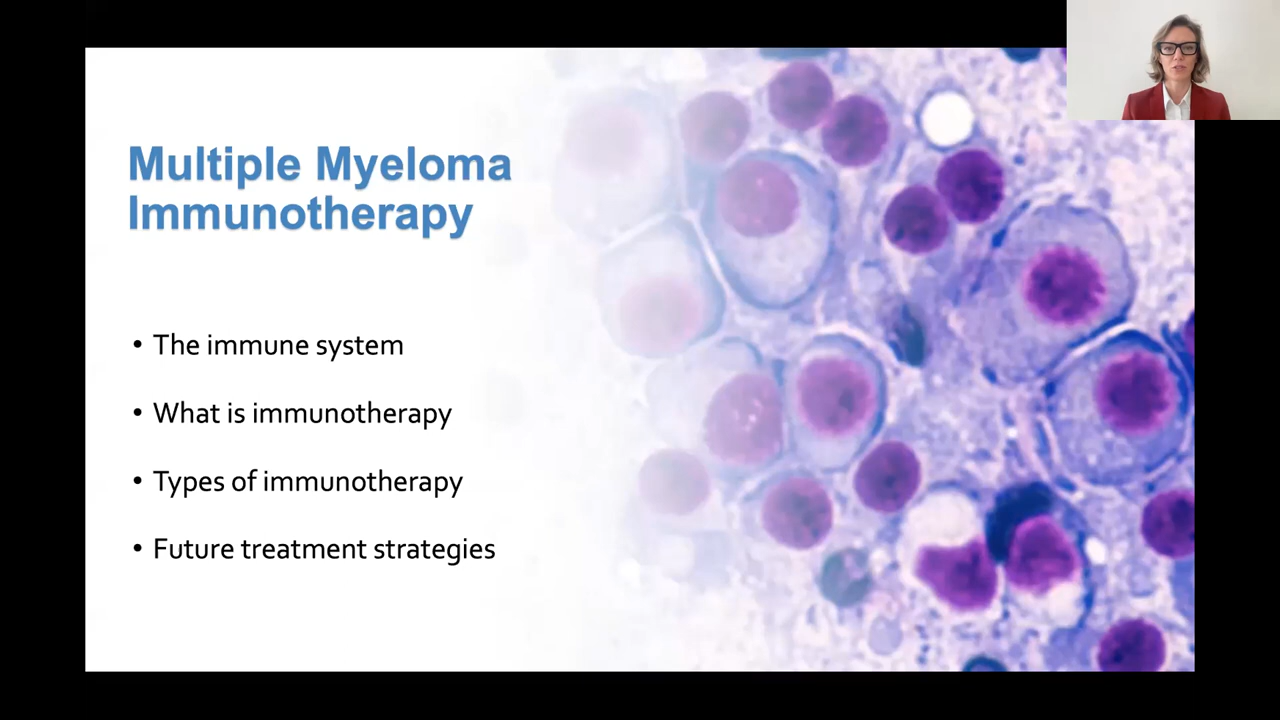 Multiple Myeloma
Immunotherapy
• The immune system
• What is immunotherapy
• Types of immunotherapy
• Future treatment strategies